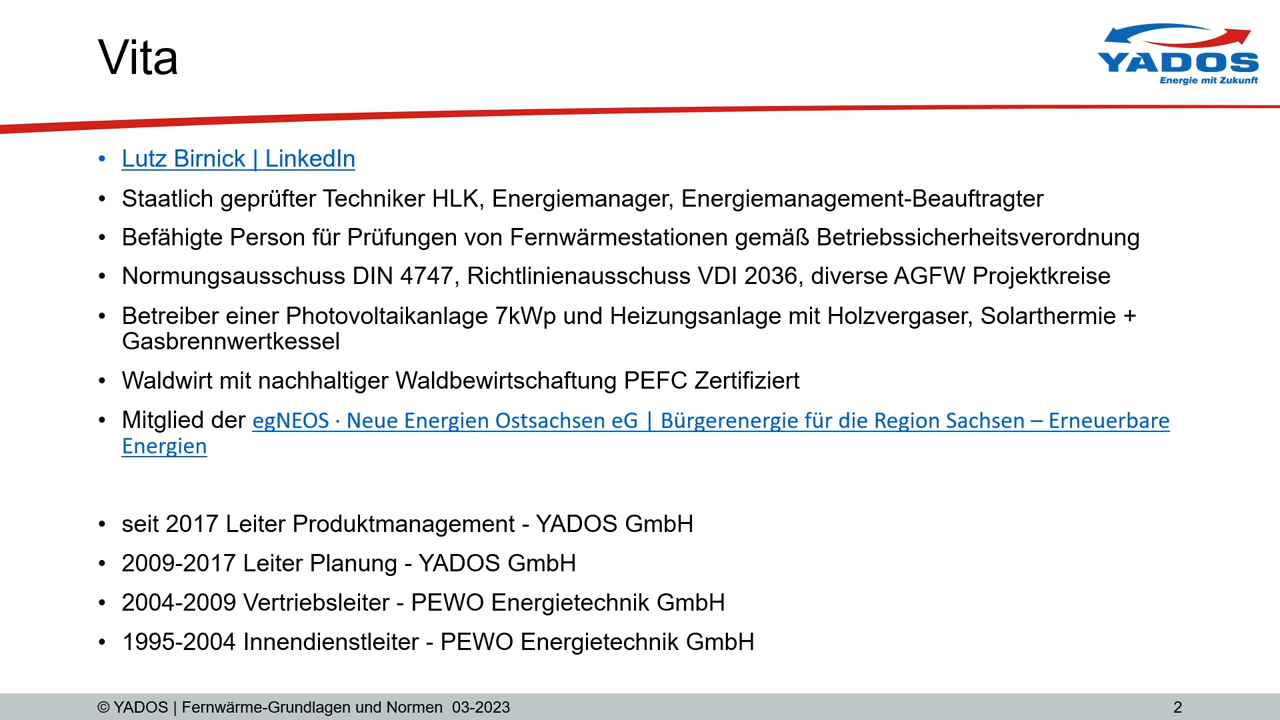 Vita
YADOS
Energie mit Zukunft
• Lutz Birnick | LinkedIn
• Staatlich geprüfter Techniker HLK, Energiemanager, Energiemanagement-Beauftragter
• Befähigte Person für Prüfungen von Fernwärmestationen gemäß Betriebssicherheitsverordnung
• Normungsausschuss DIN 4747, Richtlinienausschuss VDI 2036, diverse AGFW Projektkreise
• Betreiber einer Photovoltaikanlage 7kWp und Heizungsanlage mit Holzvergaser, Solarthermie +
Gasbrennwertkessel
• Waldwirt mit nachhaltiger Waldbewirtschaftung PEFC Zertifiziert
• Mitglied der egNEOS · Neue Energien Ostsachsen eG | Bürgerenergie für die Region Sachsen – Erneuerbare
Energien
• seit 2017 Leiter Produktmanagement - YADOS GmbH
• 2009-2017 Leiter Planung - YADOS GmbH
• 2004-2009 Vertriebsleiter - PEWO Energietechnik GmbH
• 1995-2004 Innendienstleiter - PEWO Energietechnik GmbH
© YADOS | Fernwärme-Grundlagen und Normen 03-2023
2